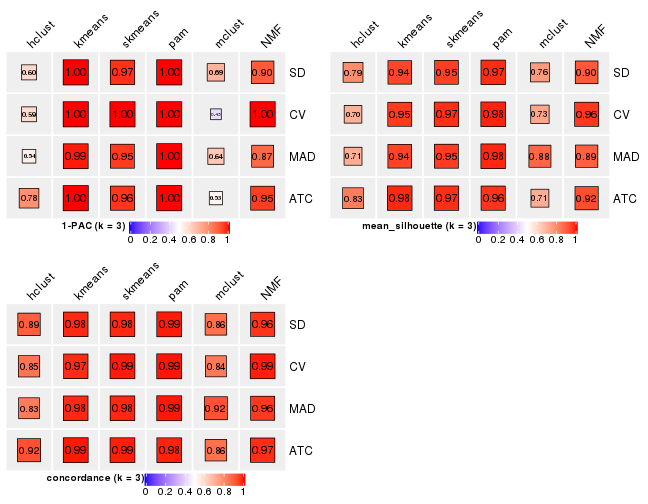 hclust kmeans skmeans pam mclust NMF
0.60 1.00 0.97 1.00 0.69 0.90 SD
0.59 1.00 1.00 1.00 1.00 CV
0.54 0.99 0.95 1.00 0.64 0.87 MAD
0.78 1.00 0.96 1.00 0.53 0.95 ATC
1-PAC (k = 3)
0 0.2 0.4 0.6 0.8 1
hclust kmeans skmeans pam mclust NMF
0.79 0.94 0.95 0.97 0.76 0.90 SD
0.70 0.95 0.97 0.98 0.73 0.96 CV
0.71 0.94 0.95 0.98 0.88 0.89 MAD
0.83 0.98 0.97 0.96 0.71 0.92 ATC
mean_silhouette (k = 3)
0 0.2 0.4 0.6 0.8 1
hclust kmeans skmeans pam mclust NMF
0.89 0.98 0.98 0.99 0.86 0.96 SD
0.85 0.97 0.99 0.99 0.84 0.99 CV
0.83 0.98 0.98 0.99 0.92 0.95 MAD
0.92 0.99 0.99 0.98 0.86 0.97 ATC
concordance (k = 3)
0 0.2 0.4 0.6 0.8 1